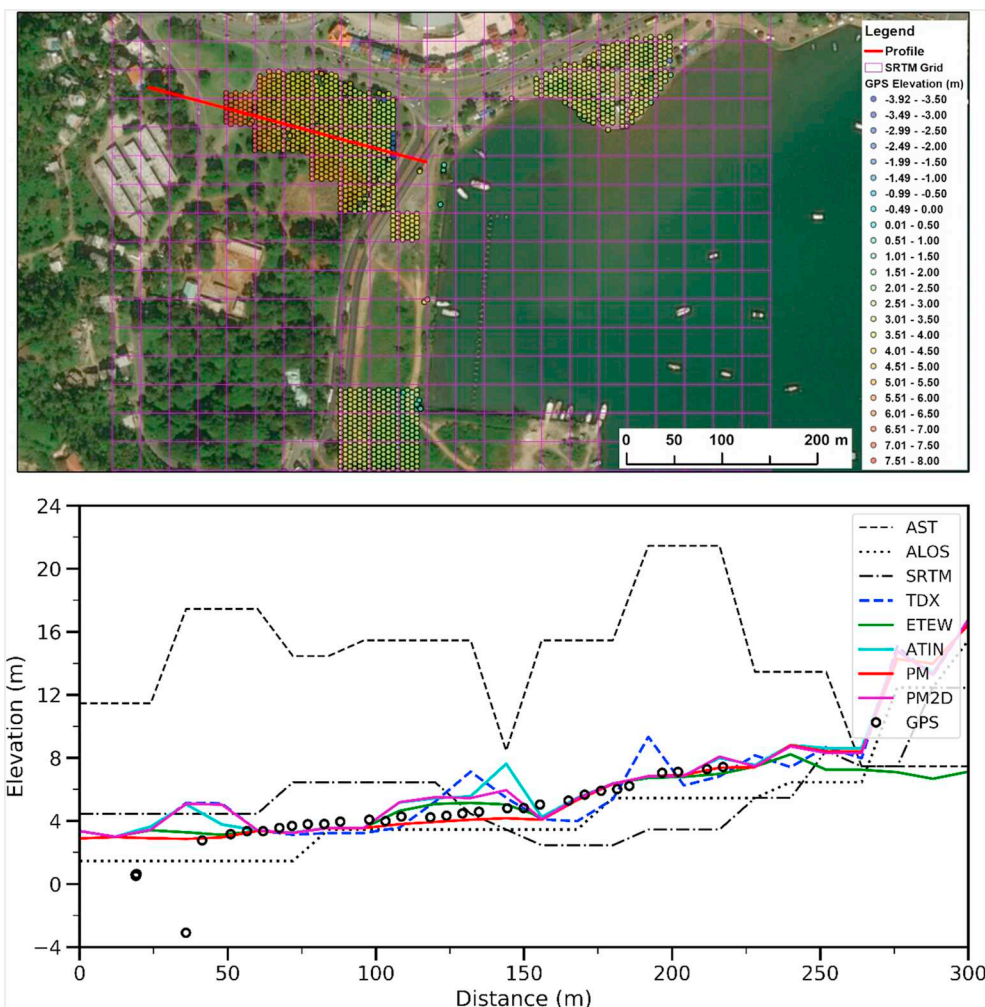 Legend
Profile
SRTM Grid
GPS Elevation (m)
-3.92 - -3.50
-3.49 - -3.00
-2.99 - -2.50
-2.49 - -2.00
-1.99 - -1.50
-1.49 - -1.00
-0.99 - -0.50
-0.49 - 0.00
0.01 - 0.50
0.51 - 1.00
1.01 - 1.50
1.51 - 2.00
2.01 - 2.50
2.51 - 3.00
3.01 - 3.50
3.51 - 4.00
4.01 - 4.50
4.51 - 5.00
5.01 - 5.50
5.51 - 6.00
6.01 - 6.50
6.51 - 7.00
7.01 - 7.50
7.51 - 8.00
0 50 100 200 m
24
20
16
12
8
4
0
-4
Elevation (m)
AST
ALOS
SRTM
TDX
ETEW
ATIN
PM
PM2D
GPS
0 50 100 150 200 250 300
Distance (m)